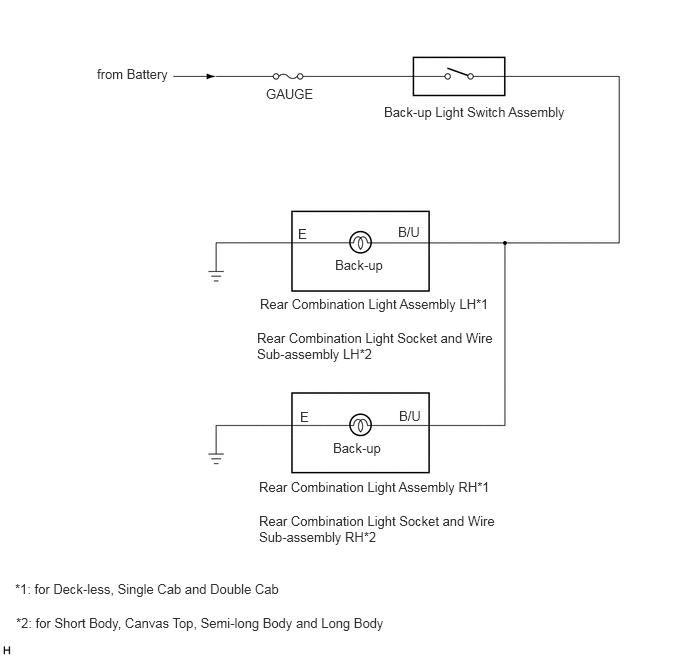 from Battery
GAUGE
Back-up Light Switch Assembly
E
B/U
Back-up
Rear Combination Light Assembly LH*1
Rear Combination Light Socket and Wire
Sub-assembly LH*2
E
B/U
Back-up
Rear Combination Light Assembly RH*1
Rear Combination Light Socket and Wire
Sub-assembly RH*2
*1: for Deck-less, Single Cab and Double Cab
*2: for Short Body, Canvas Top, Semi-long Body and Long Body
H